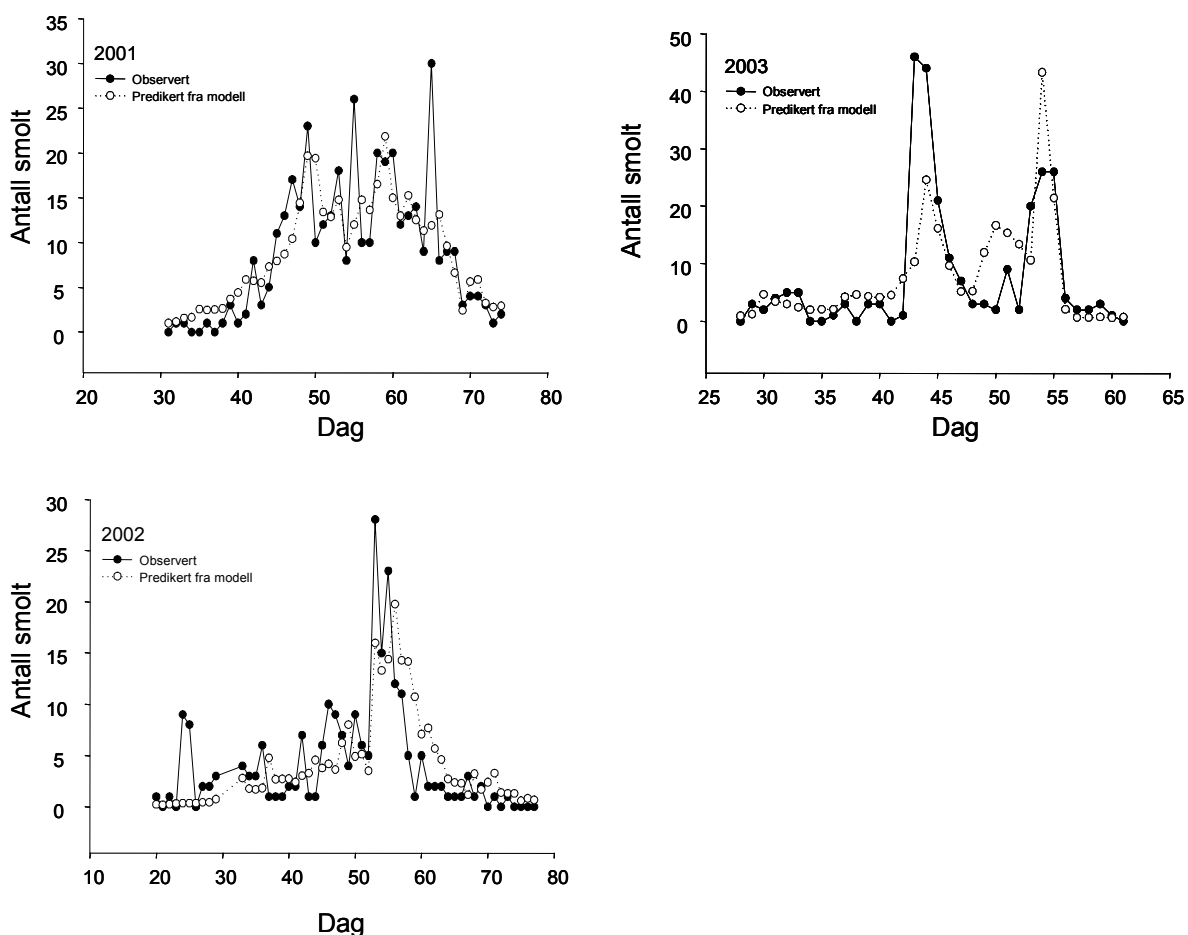 35
30
25
20
15
10
5
0
Antall smolt
2001
Observert
Predikert fra modell
20 30 40 50 60 70 80
Dag
50
40
30
20
10
0
Antall smolt
2003
Observert
Predikert fra modell
25 30 35 40 45 50 55 60 65
Dag
30
25
20
15
10
5
0
Antall smolt
2002
Observert
Predikert fra modell
10 20 30 40 50 60 70 80
Dag